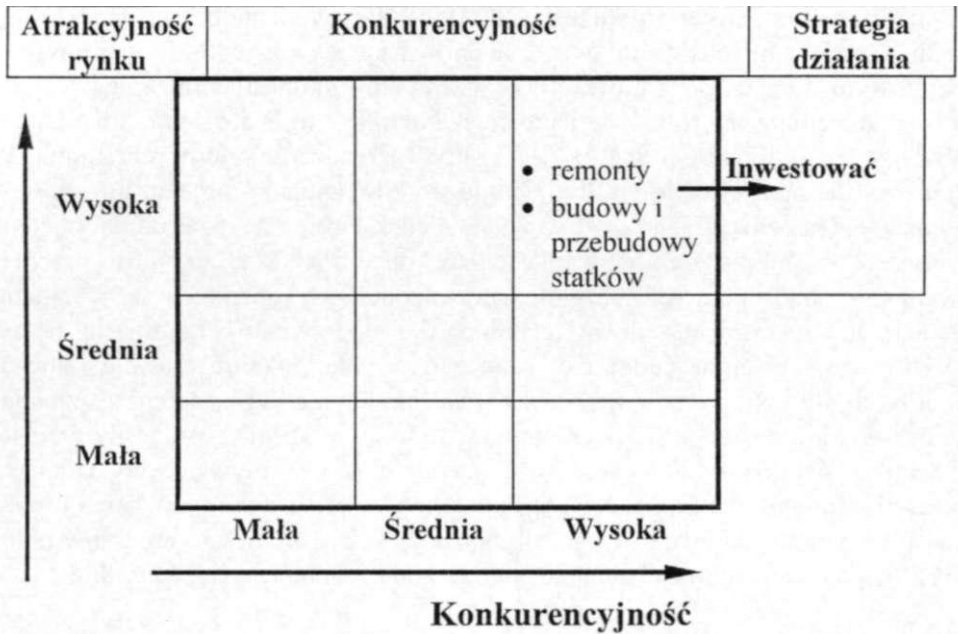 Atrakcyjność rynku
Konkurencyjność
Strategia działania
Wysoka
• remonty
• budowy i
przebudowy
statków
Inwestować
Średnia
Mała
Mała Średnia Wysoka
Konkurencyjność